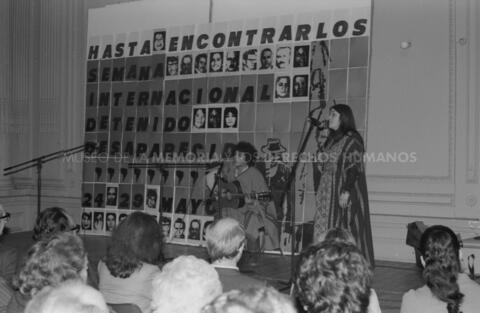 HASTA ENCONTRARLOS
SEMANA
INTERNACIONAL
DETENIDO
DESAPARECIDO
MAYO
MUSEO DE LA MEMORIA Y LOS DERECHOS HUMANOS